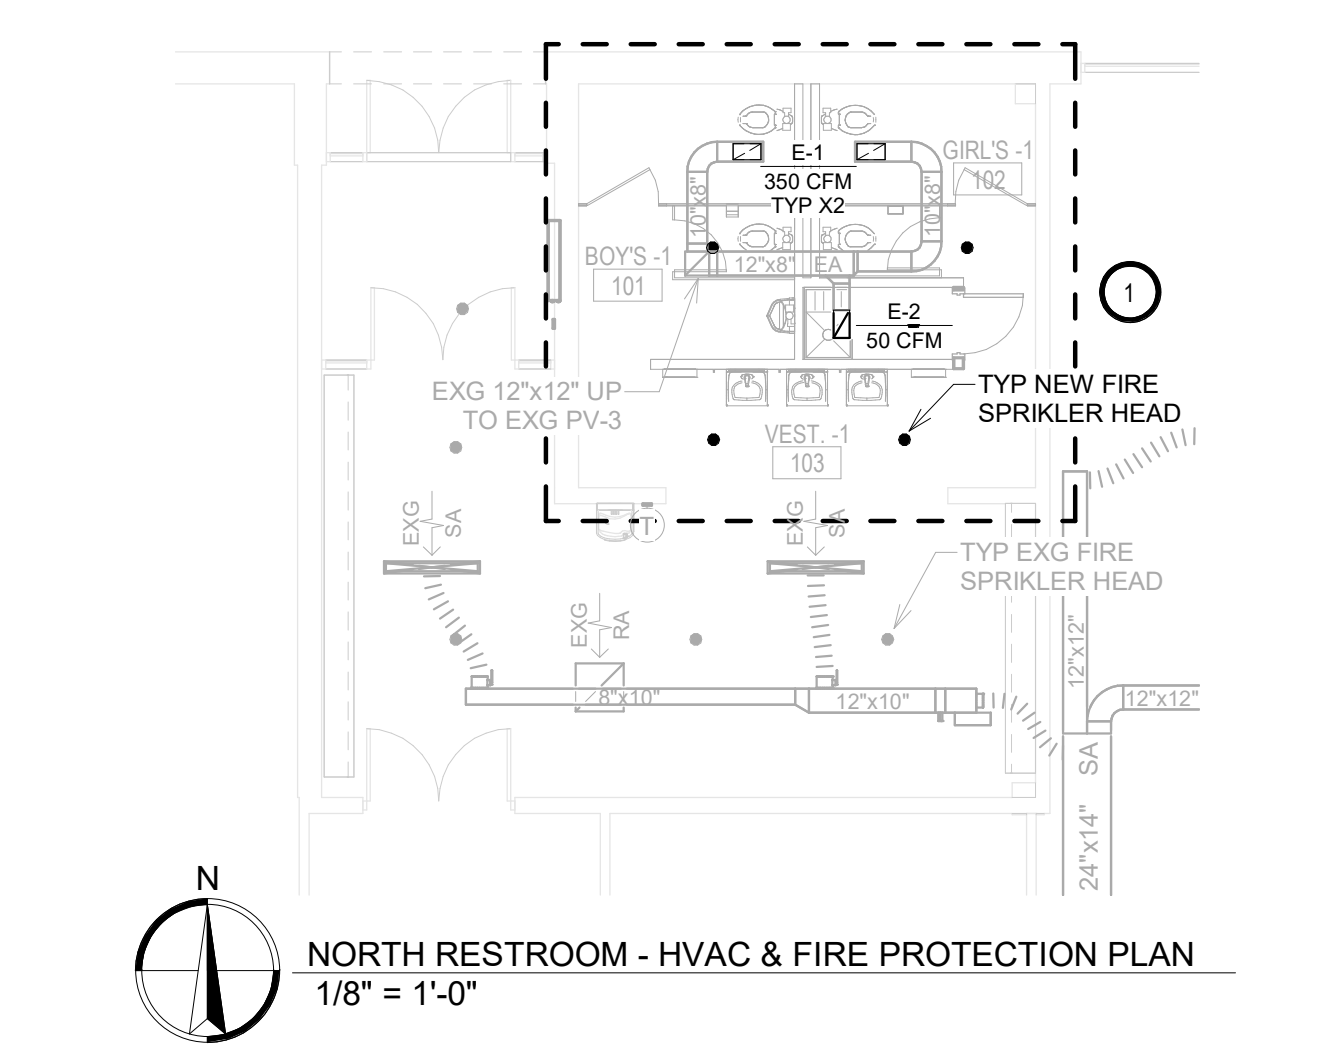 E-1
350 CFM
TYP X2
GIRL'S -1
102
10"x8"
10"x8"
BOY'S -1
101
12"x8"
EA
E-2
50 CFM
1
EXG 12"x12" UP
TO EXG PV-3
TYP NEW FIRE
SPRIKLER HEAD
VEST. -1
103
EXG
SA
T
EXG
SA
TYP EXG FIRE
SPRIKLER HEAD
EXG
RA
8"x10"
12"x10"
12"x12"
12"x12"
SA
24"x14"
N
NORTH RESTROOM - HVAC & FIRE PROTECTION PLAN
1/8" = 1'-0"